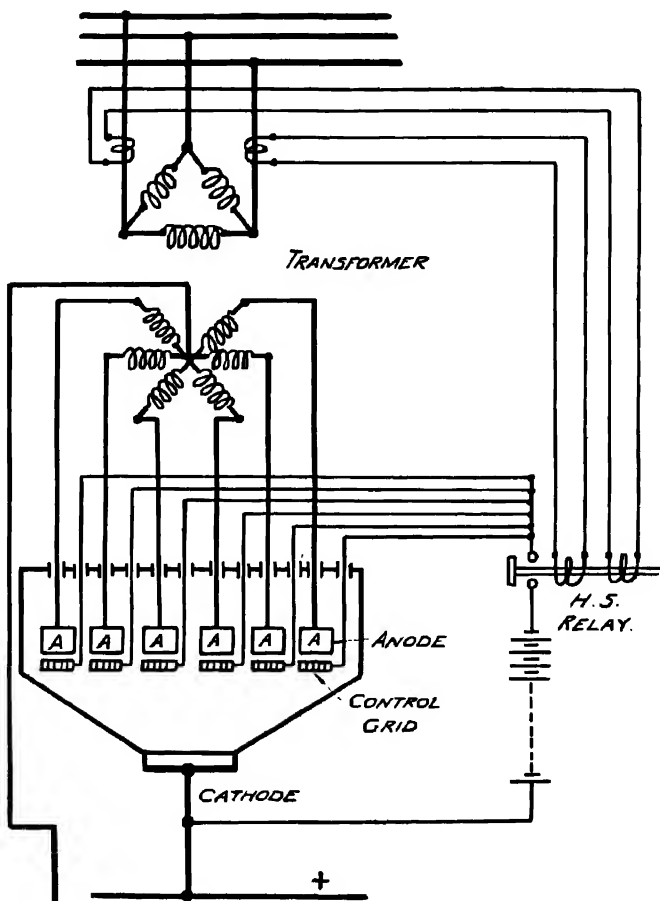 TRANSFORMER
H. S.
RELAY.
A A A A A A
ANODE
CONTROL
GRID
CATHODE
+